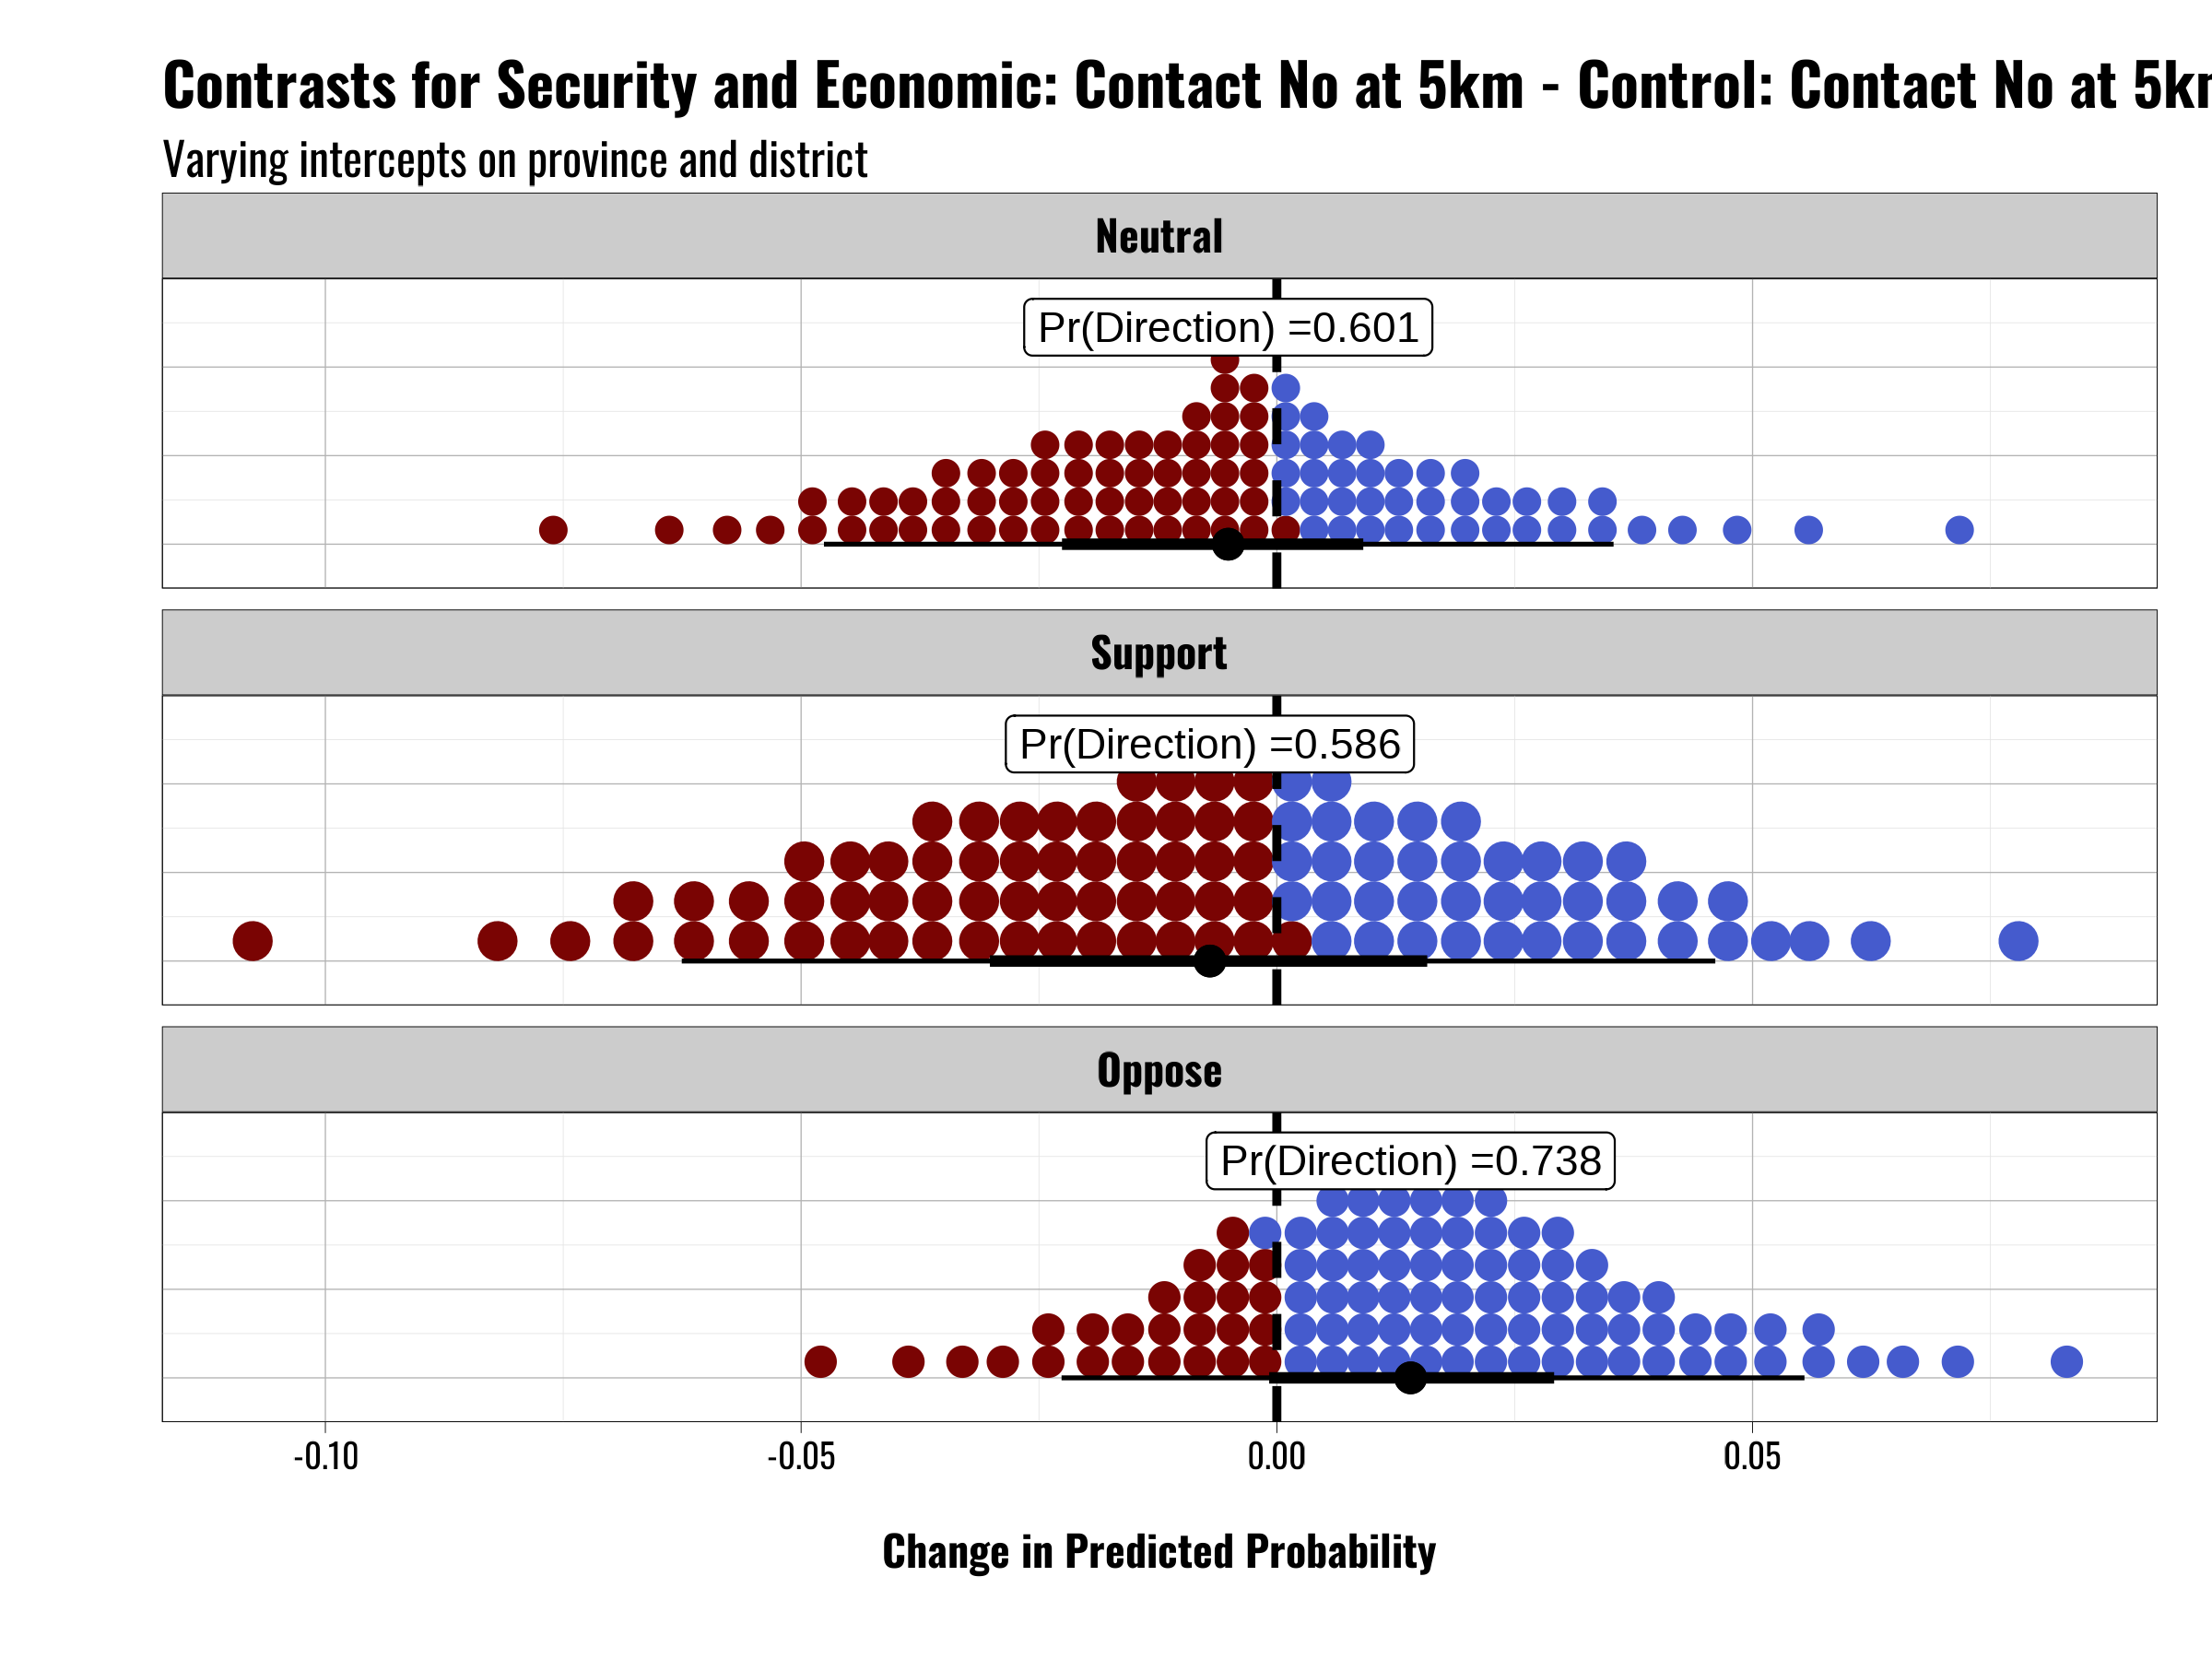 Contrasts for Security and Economic: Contact No at 5km - Control: Contact No at
Varying intercepts on province and district
Neutral
Pr(Direction) =0.601
Support
Pr(Direction) =0.586
Oppose
Pr(Direction) =0.738
-0.10 -0.05 0.00 0.05
Change in Predicted Probability